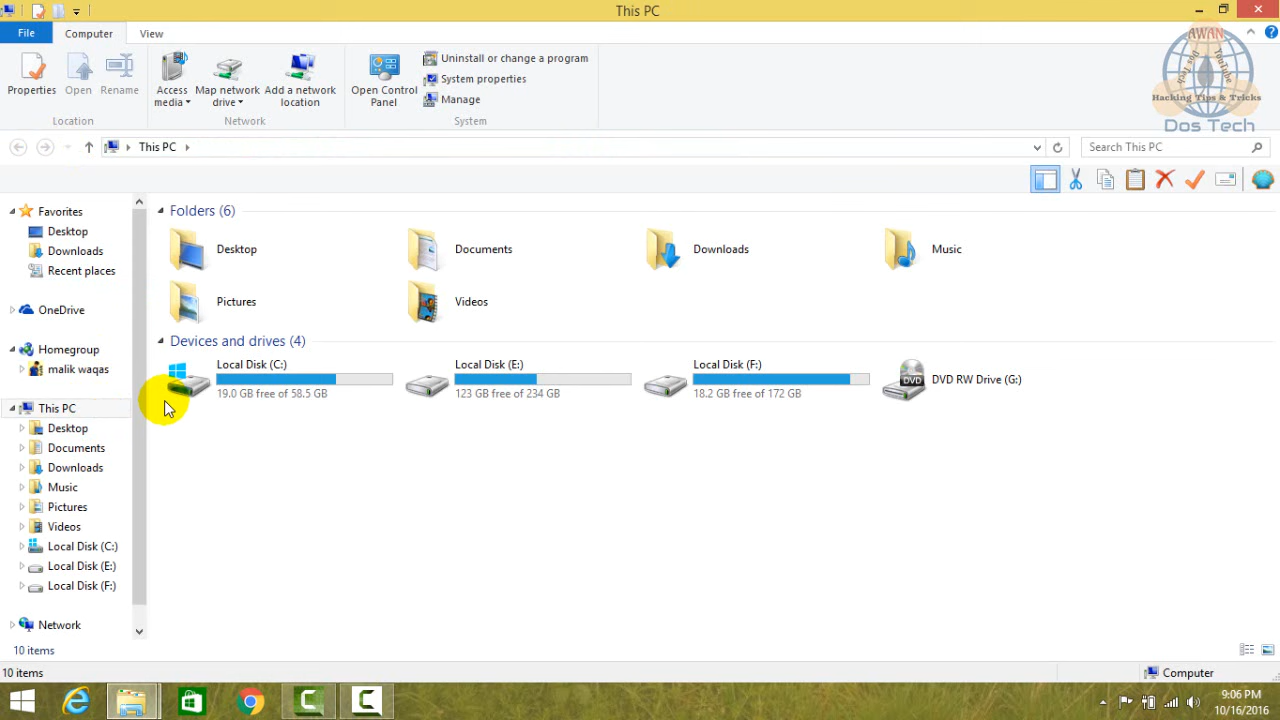 This PC
File
Computer
View
Properties
Open
Rename
Access media
Map network drive
Add a network location
Open Control Panel
Uninstall or change a program
System properties
Manage
Location
Network
System
AWAN
Dos Tech
YouTube
Hacking Tips & Tricks
Dos Tech
This PC
Search This PC
Favorites
Desktop
Downloads
Recent places
OneDrive
Homegroup
malik waqas
This PC
Desktop
Documents
Downloads
Music
Pictures
Videos
Local Disk (C:)
Local Disk (E:)
Local Disk (F:)
Network
Folders (6)
Desktop
Documents
Downloads
Music
Pictures
Videos
Devices and drives (4)
Local Disk (C:)
19.0 GB free of 58.5 GB
Local Disk (E:)
123 GB free of 234 GB
Local Disk (F:)
18.2 GB free of 172 GB
DVD
DVD RW Drive (G:)
10 items
10 items
Computer
9:06 PM
10/16/2016